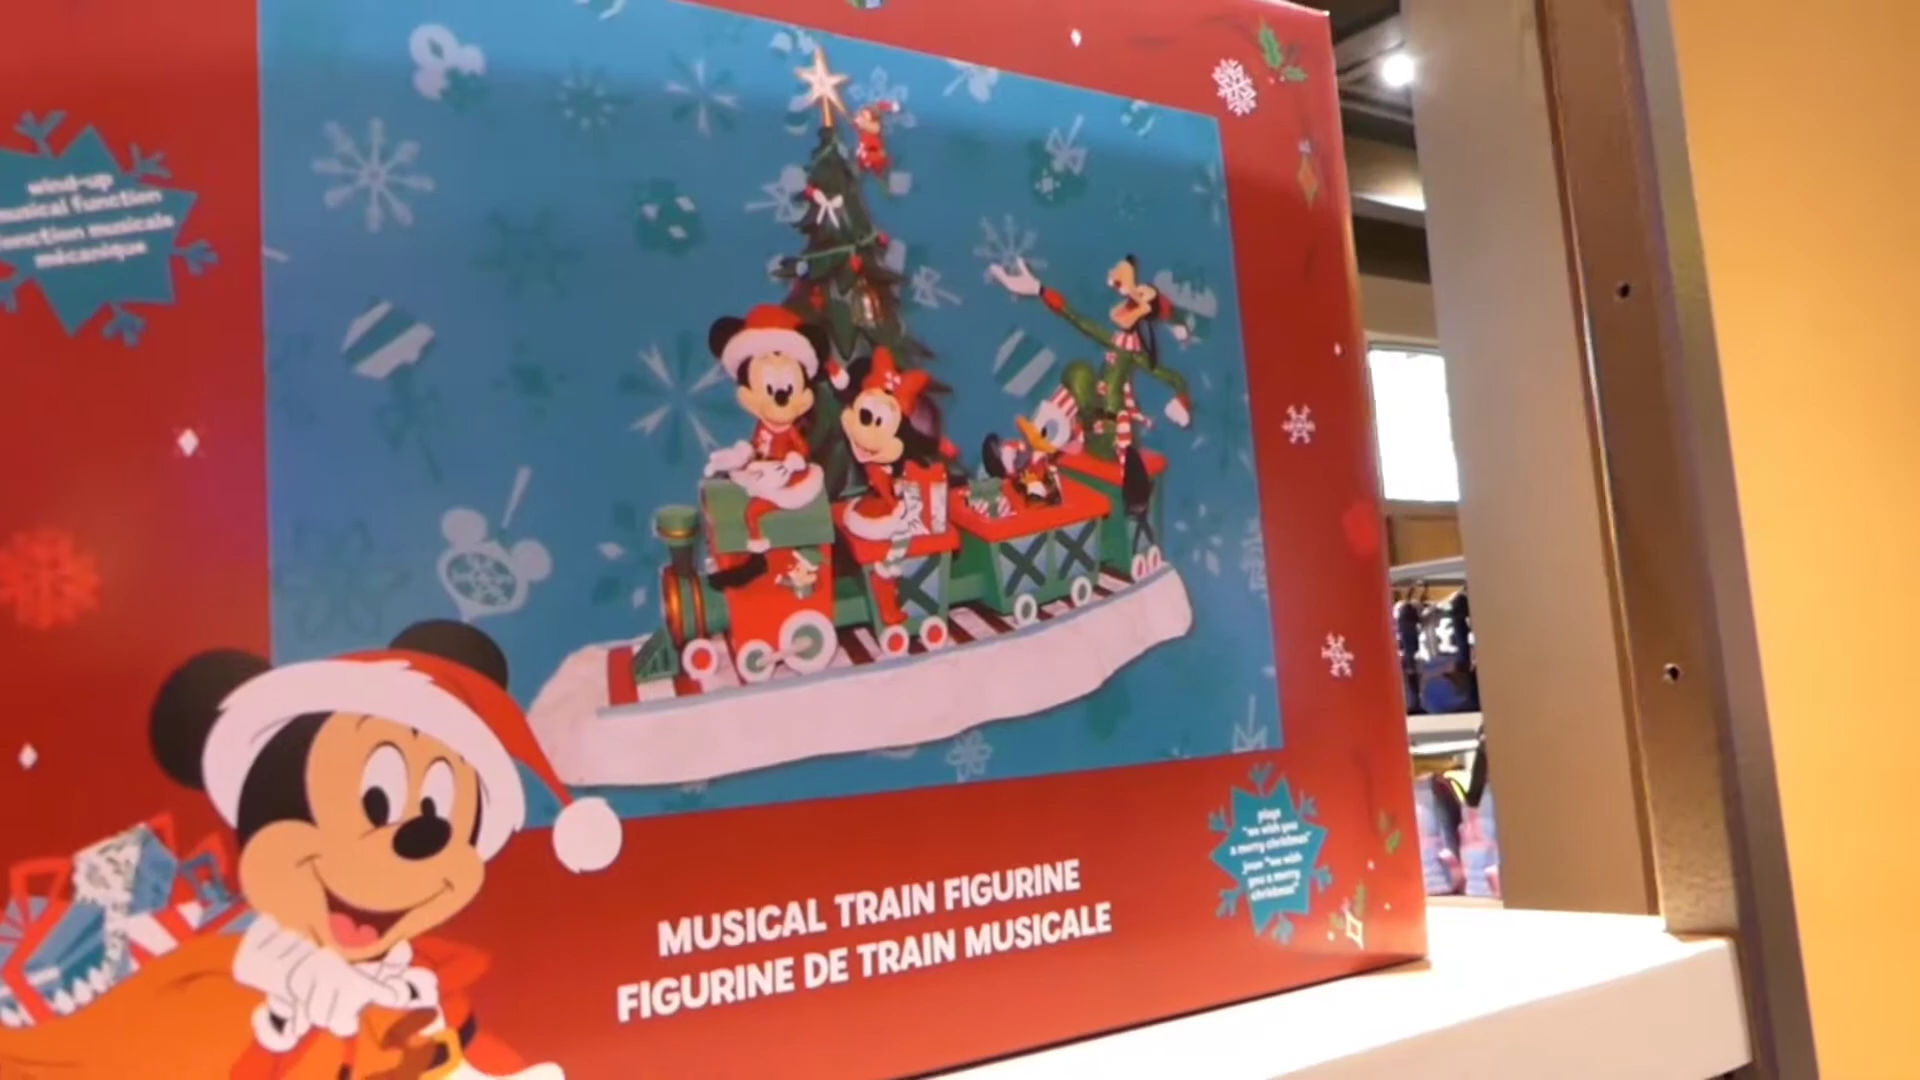 wind-up
musical function
fonction musicale
mécanique
MUSICAL TRAIN FIGURINE
FIGURINE DE TRAIN MUSICALE
plays
"we wish you
a merry christmas"
joue "we wish
you a merry
christmas"